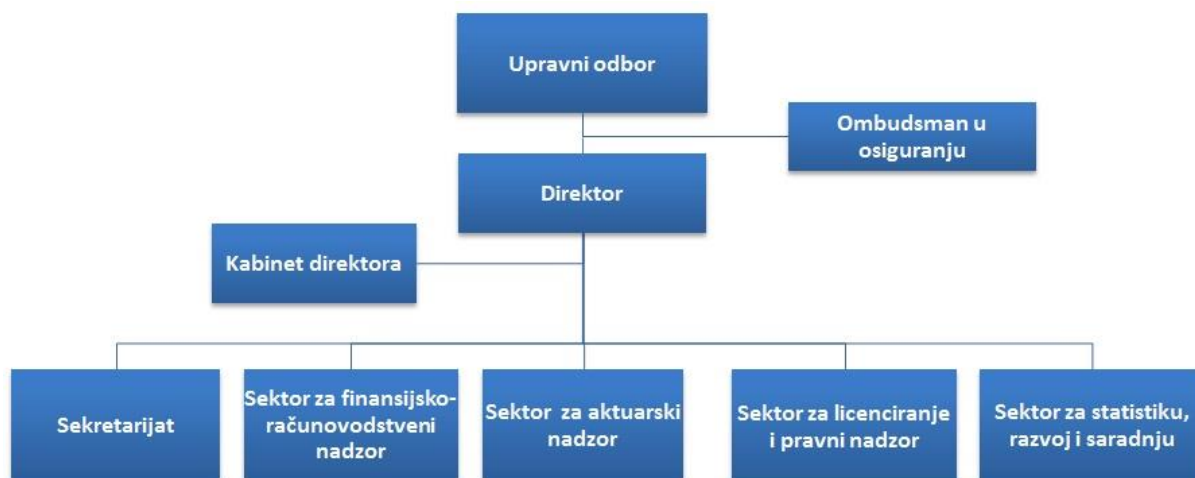 Upravni odbor
Ombudsman u
osiguranju
Direktor
Kabinet direktora
Sekretarijat
Sektor za finansijsko-
računovodstveni
nadzor
Sektor za aktuarski
nadzor
Sektor za licenciranje
i pravni nadzor
Sektor za statistiku,
razvoj i saradnju